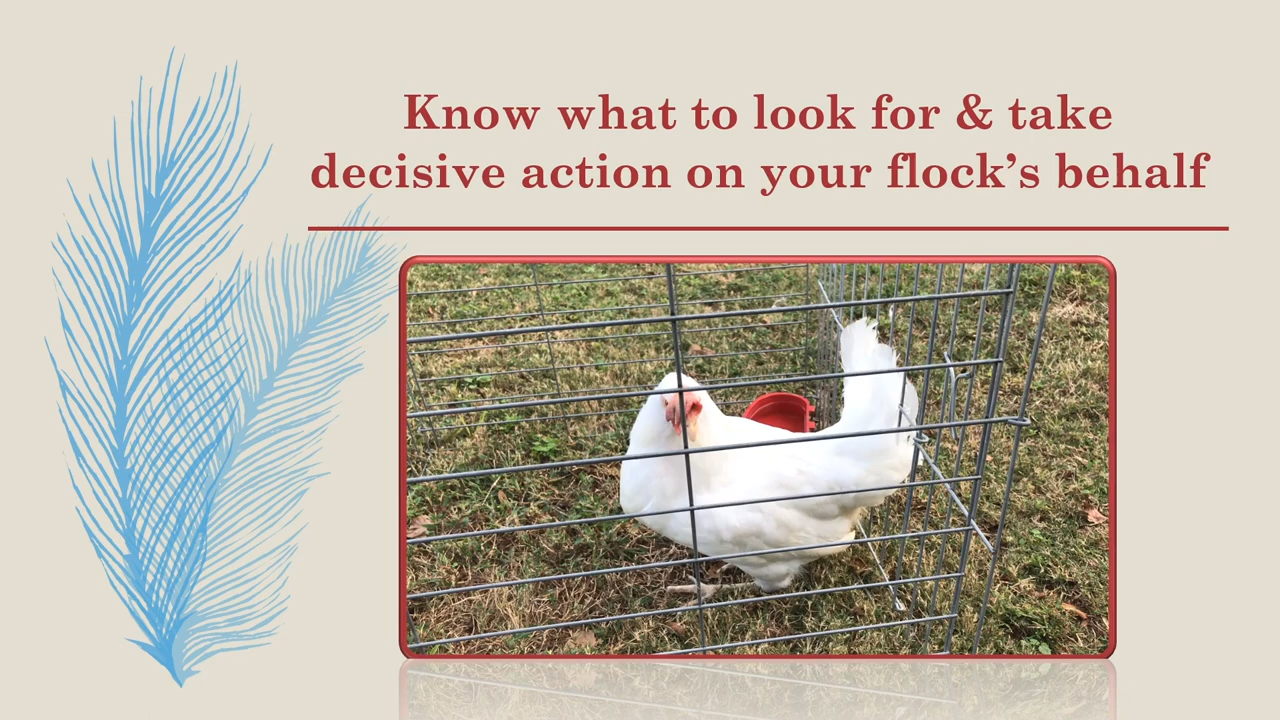 Know what to look for & take
decisive action on your flock’s behalf